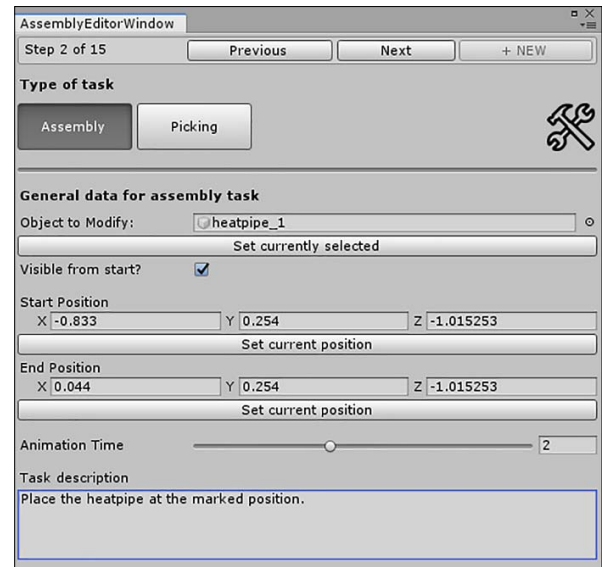 AssemblyEditorWindow
Step 2 of 15 Previous Next + NEW
Type of task
Assembly Picking
General data for assembly task
Object to Modify: heatpipe_1
Set currently selected
Visible from start?
Start Position
X -0.833 Y 0.254 Z -1.015253
Set current position
End Position
X 0.044 Y 0.254 Z -1.015253
Set current position
Animation Time 2
Task description
Place the heatpipe at the marked position.